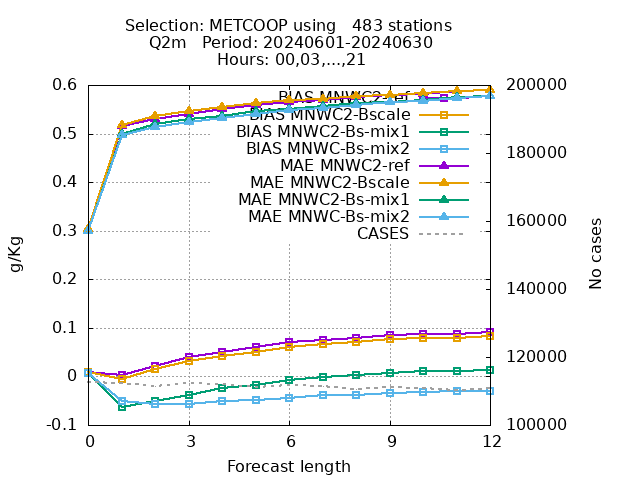 Selection: METCOOP using 483 stations
Q2m Period: 20240601-20240630
Hours: 00,03,...,21
0.6
0.5
0.4
0.3
0.2
0.1
0
-0.1
200000
180000
160000
140000
120000
100000
BIAS MNWC2-ref
BIAS MNWC2-Bscale
BIAS MNWC2-Bs-mix1
BIAS MNWC-Bs-mix2
MAE MNWC2-ref
MAE MNWC2-Bscale
MAE MNWC2-Bs-mix1
MAE MNWC-Bs-mix2
CASES
g/Kg
No cases
0 3 6 9 12
Forecast length